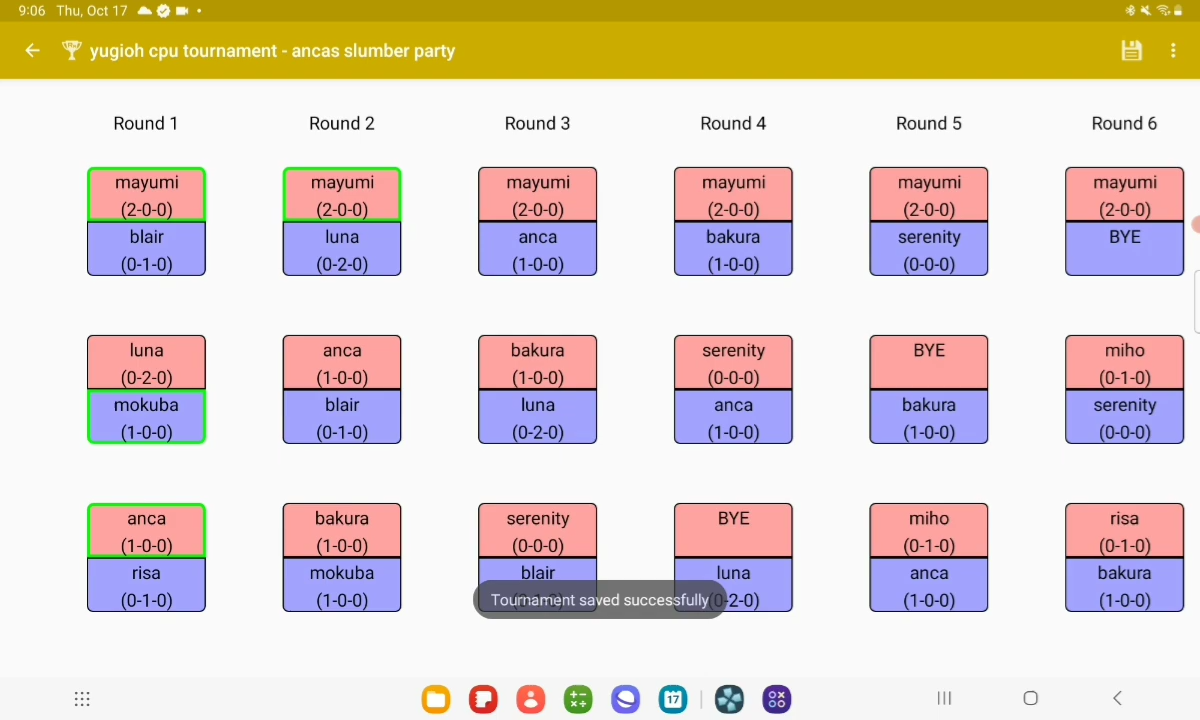 9:06 Thu, Oct 17
yugioh cpu tournament - ancas slumber party
Round 1 Round 2 Round 3 Round 4 Round 5 Round 6
mayumi mayumi mayumi mayumi mayumi mayumi
(2-0-0) (2-0-0) (2-0-0) (2-0-0) (2-0-0) (2-0-0)
blair luna anca bakura serenity BYE
(0-1-0) (0-2-0) (1-0-0) (1-0-0) (0-0-0)
luna anca bakura serenity BYE miho
(0-2-0) (1-0-0) (1-0-0) (0-0-0) (0-1-0)
mokuba blair luna anca bakura serenity
(1-0-0) (0-1-0) (0-2-0) (1-0-0) (1-0-0) (0-0-0)
anca bakura serenity BYE miho risa
(1-0-0) (1-0-0) (0-0-0) (0-1-0) (0-1-0)
risa mokuba blair luna anca bakura
(0-1-0) (1-0-0) Tournament saved successfully (0-2-0) (1-0-0) (1-0-0)
17